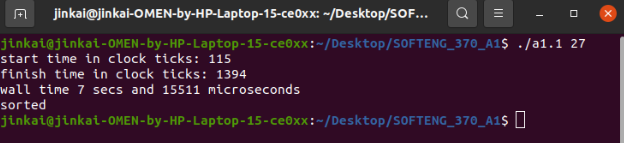 jinkai@jinkai-OMEN-by-HP-Laptop-15-ce0xx: ~/Desktop/SOF...
jinkai@jinkai-OMEN-by-HP-Laptop-15-ce0xx:~/Desktop/SOFTENG_370_A1$ ./a1.1 27
start time in clock ticks: 115
finish time in clock ticks: 1394
wall time 7 secs and 15511 microseconds
sorted
jinkai@jinkai-OMEN-by-HP-Laptop-15-ce0xx:~/Desktop/SOFTENG_370_A1$